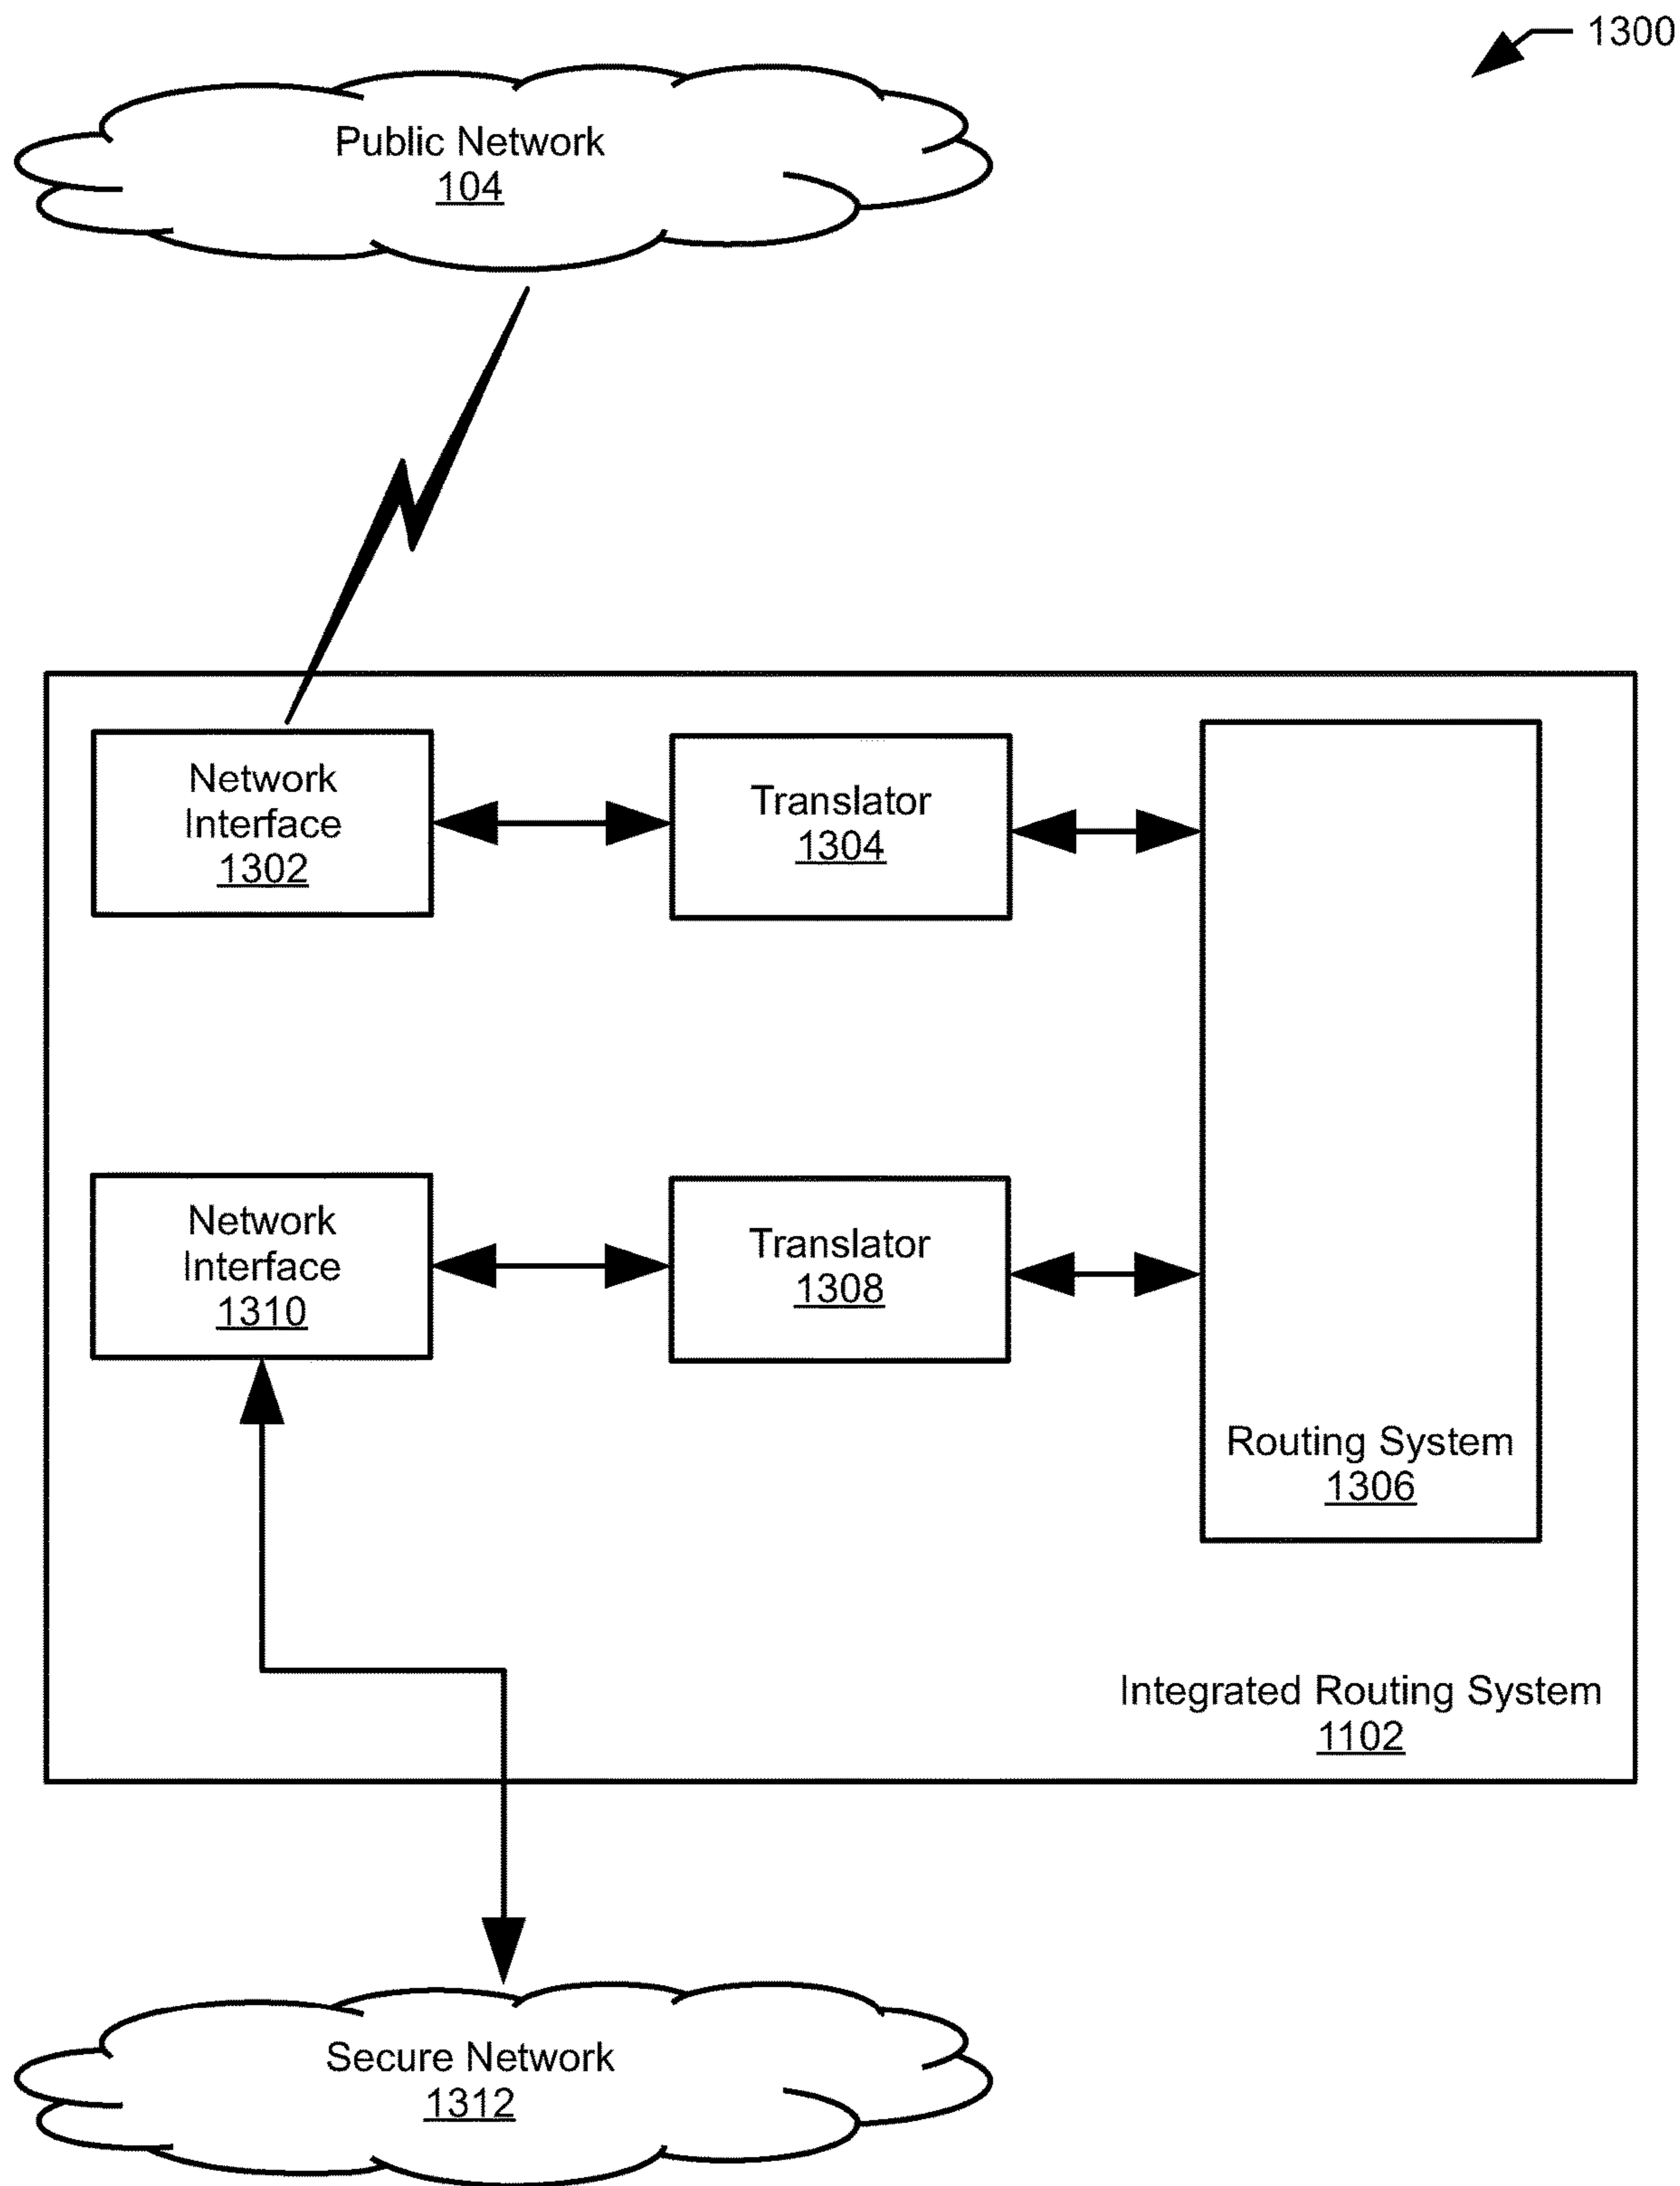 1300
Public Network
104
Network
Interface
1302
Translator
1304
Network
Interface
1310
Translator
1308
Routing System
1306
Integrated Routing System
1102
Secure Network
1312